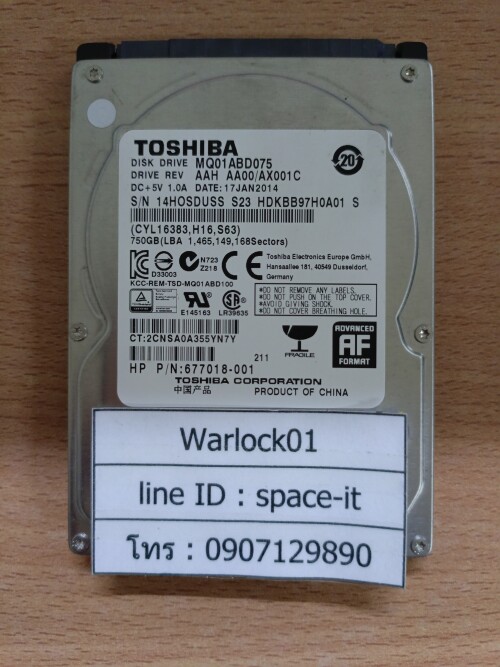 TOSHIBA
DISK DRIVE MQ01ABD075
DRIVE REV AAH AA00/AX001C
DC+5V 1.0A DATE:17JAN2014
20
S/N 14HOSDUSS S23 HDKBB97H0A01 S
(CYL16383,H16,S63)
750GB(LBA 1,465,149,168Sectors)
D33003
N723
Z218
Toshiba Electronics Europe GmbH,
Hansaallee 181, 40549 Dusseldorf,
Germany
KCC-REM-TSD-MQ01ABD100
E145163 LR39635
*DO NOT REMOVE ANY LABELS.
*DO NOT PUSH ON THE TOP COVER.
*AVOID GIVING SHOCK.
*DO NOT COVER BREATHING HOLE.
CT:2CNSA0A355YN7Y
FRAGILE
ADVANCED
AF
FORMAT
211
HP P/N:677018-001
TOSHIBA CORPORATION
中国产品 PRODUCT OF CHINA
Warlock01
line ID : space-it
โทร : 0907129890